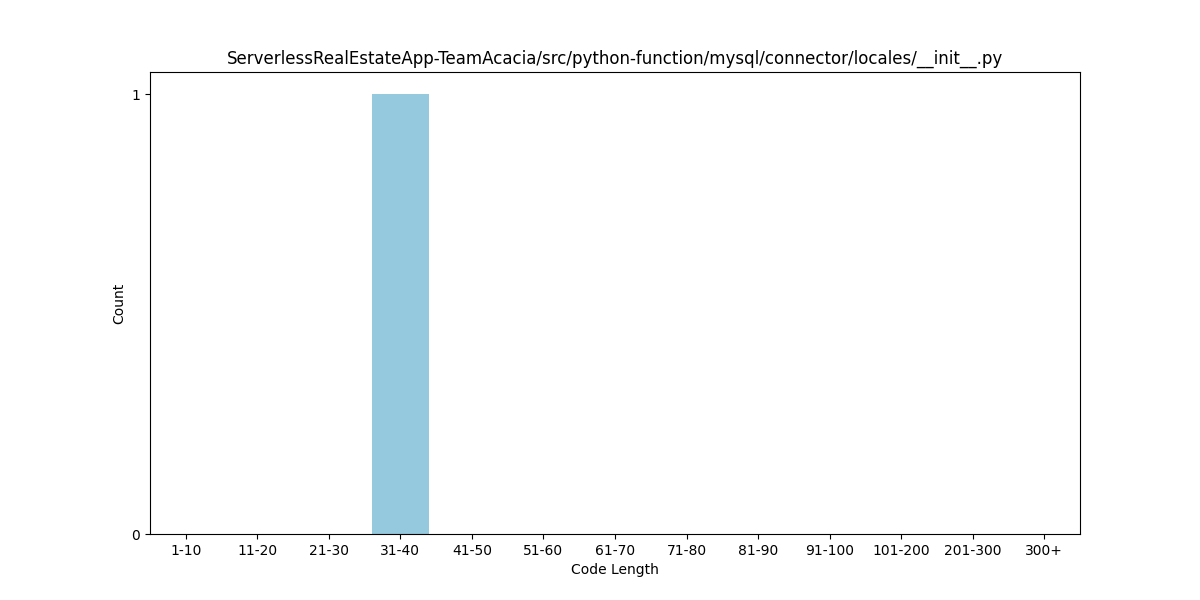 ServerlessRealEstateApp-TeamAcacia/src/python-function/mysql/connector/locales/__init__.py
1
Count
0
1-10 11-20 21-30 31-40 41-50 51-60 61-70 71-80 81-90 91-100 101-200 201-300 300+
Code Length